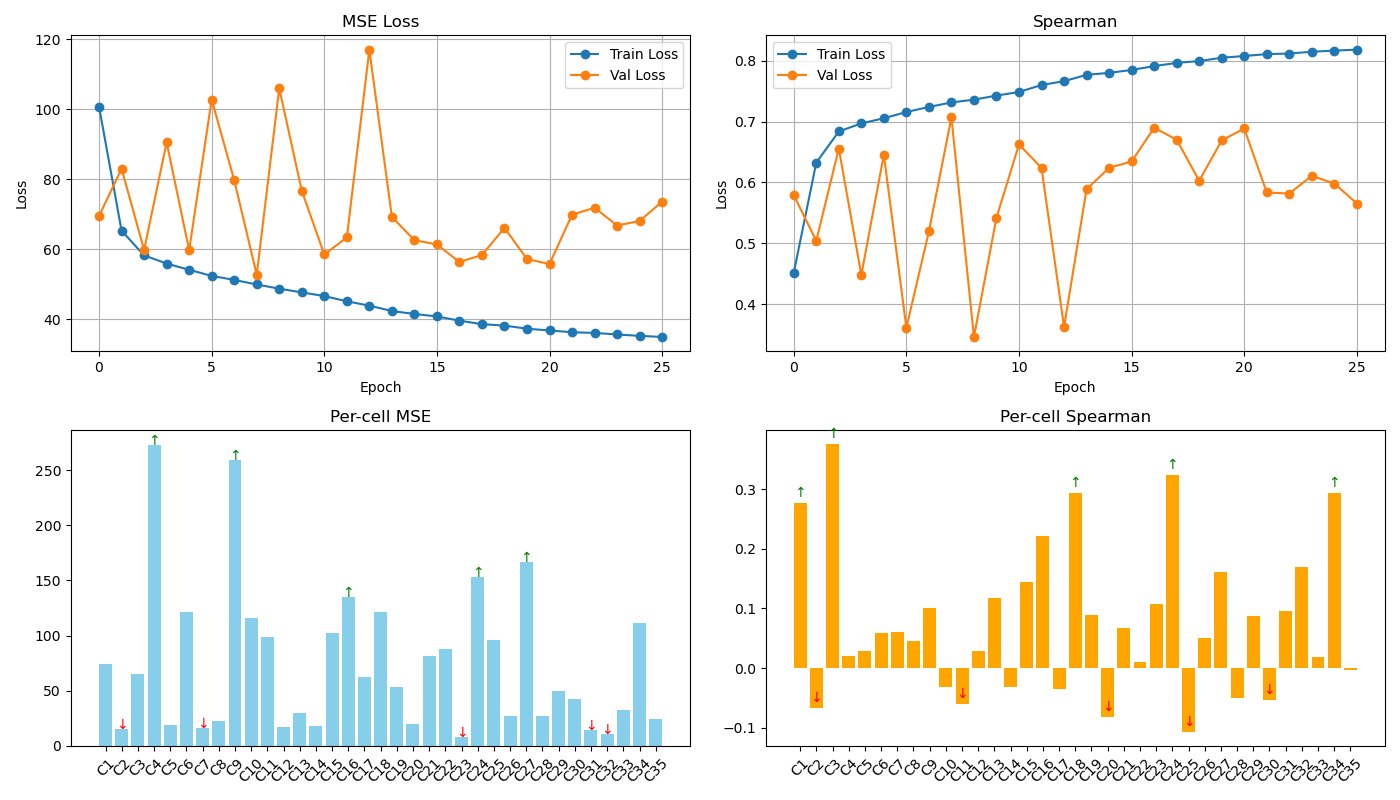 MSE Loss
120
100
80
60
40
Loss
0 5 10 15 20 25
Epoch
Train Loss
Val Loss
Spearman
0.8
0.7
0.6
0.5
0.4
Loss
0 5 10 15 20 25
Epoch
Train Loss
Val Loss
Per-cell MSE
250
200
150
100
50
0
↑ ↑ ↑ ↑ ↑
↓ ↓ ↓ ↓ ↓
C1 C2 C3 C4 C5 C6 C7 C8 C9 C10 C11 C12 C13 C14 C15 C16 C17 C18 C19 C20 C21 C22 C23 C24 C25 C26 C27 C28 C29 C30 C31 C32 C33 C34 C35
Per-cell Spearman
0.3
0.2
0.1
0.0
−0.1
↑ ↑ ↑ ↑ ↑
↓ ↓ ↓ ↓ ↓
C1 C2 C3 C4 C5 C6 C7 C8 C9 C10 C11 C12 C13 C14 C15 C16 C17 C18 C19 C20 C21 C22 C23 C24 C25 C26 C27 C28 C29 C30 C31 C32 C33 C34 C35